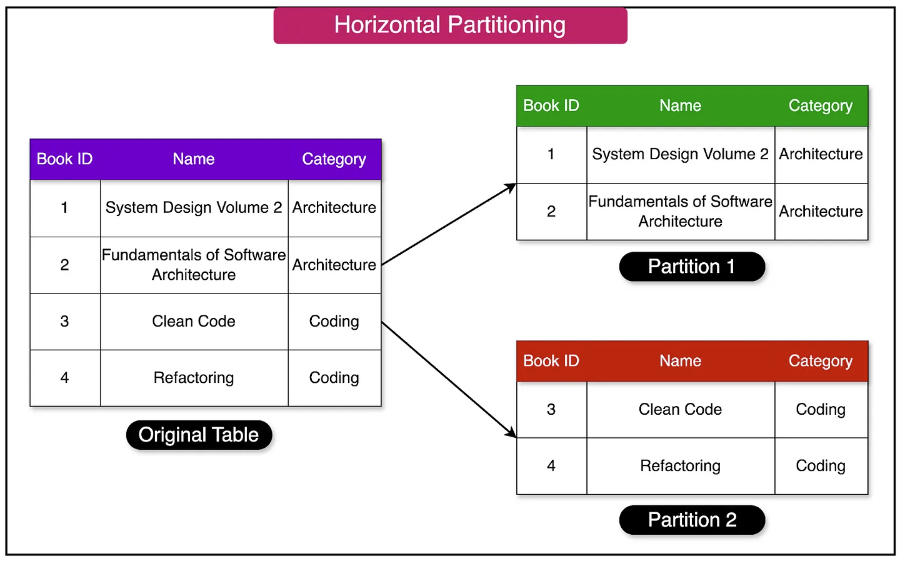 Horizontal Partitioning
Book ID Name Category
1 System Design Volume 2 Architecture
2 Fundamentals of Software Architecture Architecture
3 Clean Code Coding
4 Refactoring Coding
Original Table
Book ID Name Category
1 System Design Volume 2 Architecture
2 Fundamentals of Software Architecture Architecture
Partition 1
Book ID Name Category
3 Clean Code Coding
4 Refactoring Coding
Partition 2